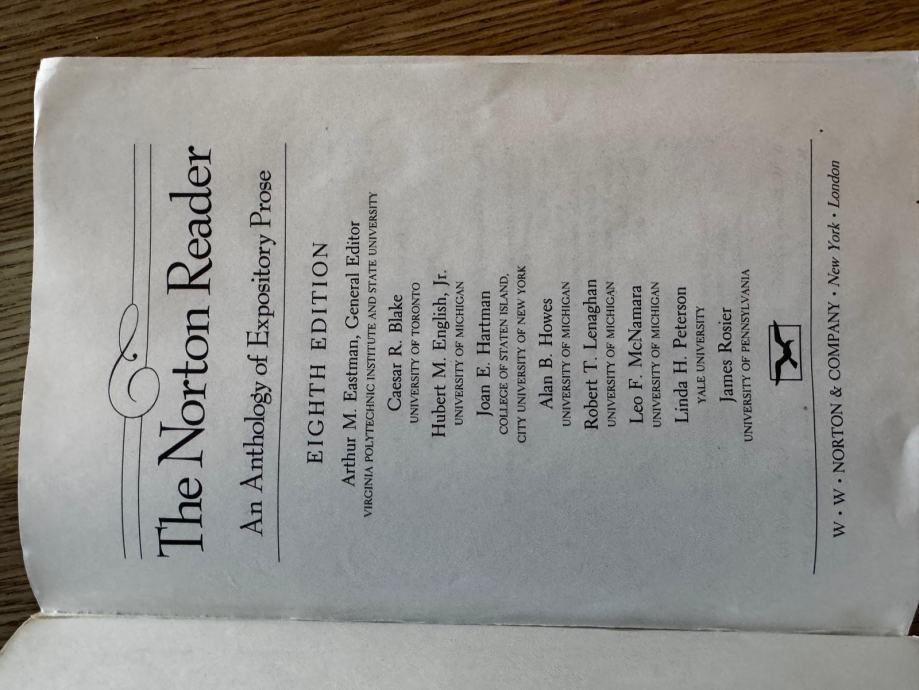 The Norton Reader
An Anthology of Expository Prose
EIGHTH EDITION
Arthur M. Eastman, General Editor
VIRGINIA POLYTECHNIC INSTITUTE AND STATE UNIVERSITY
Caesar R. Blake
UNIVERSITY OF TORONTO
Hubert M. English, Jr.
UNIVERSITY OF MICHIGAN
Joan E. Hartman
COLLEGE OF STATEN ISLAND,
CITY UNIVERSITY OF NEW YORK
Alan B. Howes
UNIVERSITY OF MICHIGAN
Robert T. Lenaghan
UNIVERSITY OF MICHIGAN
Leo F. McNamara
UNIVERSITY OF MICHIGAN
Linda H. Peterson
YALE UNIVERSITY
James Rosier
UNIVERSITY OF PENNSYLVANIA
W • W • NORTON & COMPANY • New York • London